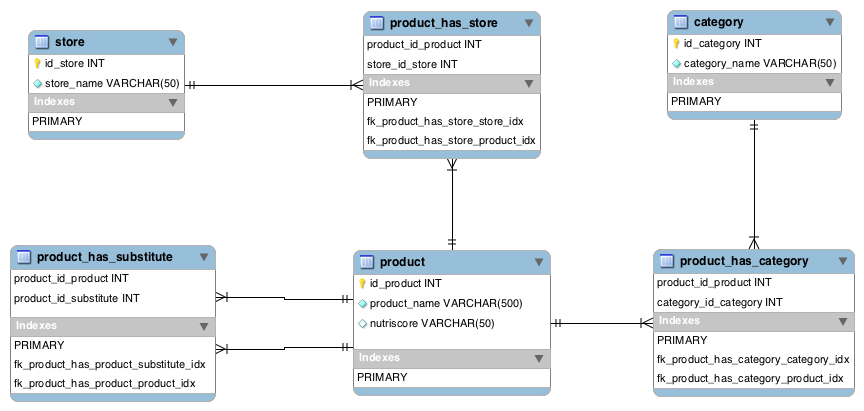 store
id_store INT
store_name VARCHAR(50)
Indexes
PRIMARY
product_has_store
product_id_product INT
store_id_store INT
Indexes
PRIMARY
fk_product_has_store_store_idx
fk_product_has_store_product_idx
category
id_category INT
category_name VARCHAR(50)
Indexes
PRIMARY
product_has_substitute
product_id_product INT
product_id_substitute INT
Indexes
PRIMARY
fk_product_has_product_substitute_idx
fk_product_has_product_product_idx
product
id_product INT
product_name VARCHAR(500)
nutriscore VARCHAR(50)
Indexes
PRIMARY
product_has_category
product_id_product INT
category_id_category INT
Indexes
PRIMARY
fk_product_has_category_category_idx
fk_product_has_category_product_idx